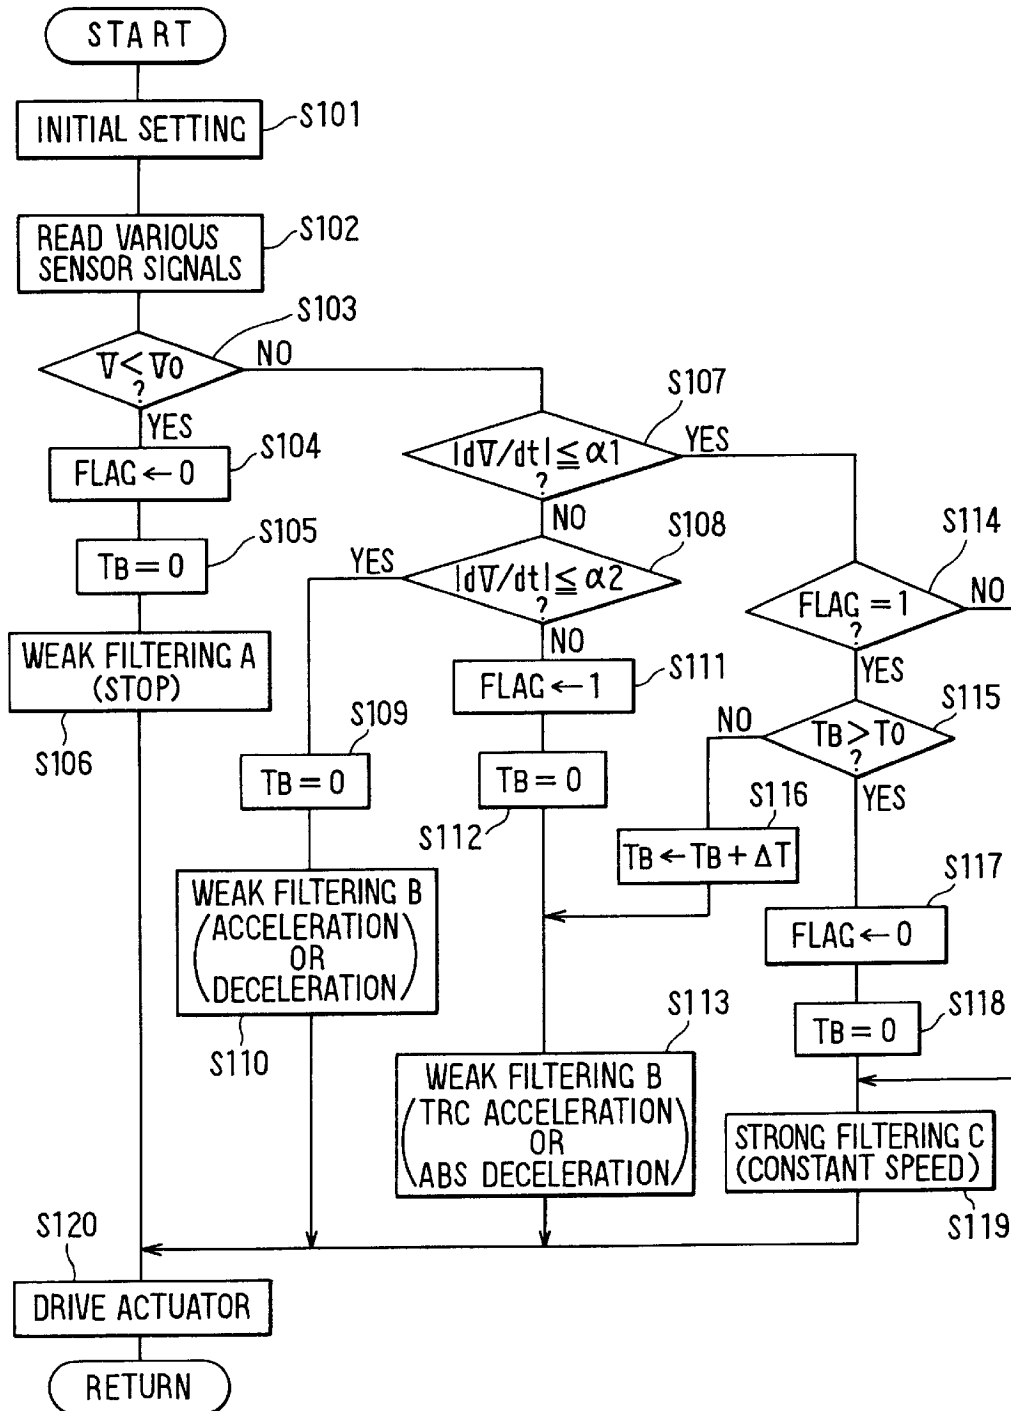 START
INITIAL SETTING
S101
READ VARIOUS
SENSOR SIGNALS
S102
V < V0
?
S103
NO
YES
FLAG ← 0
S104
TB = 0
S105
WEAK FILTERING A
(STOP)
S106
|dV/dt| ≦ α1
?
S107
YES
NO
|dV/dt| ≦ α2
?
S108
YES
NO
S109
TB = 0
WEAK FILTERING B
(ACCELERATION
OR
DECELERATION)
S110
FLAG ← 1
S111
TB = 0
S112
WEAK FILTERING B
(TRC ACCELERATION
OR
ABS DECELERATION)
S113
FLAG = 1
?
S114
NO
YES
TB > T0
?
S115
NO
YES
S116
TB ← TB + ΔT
S117
FLAG ← 0
TB = 0
S118
STRONG FILTERING C
(CONSTANT SPEED)
S119
S120
DRIVE ACTUATOR
RETURN